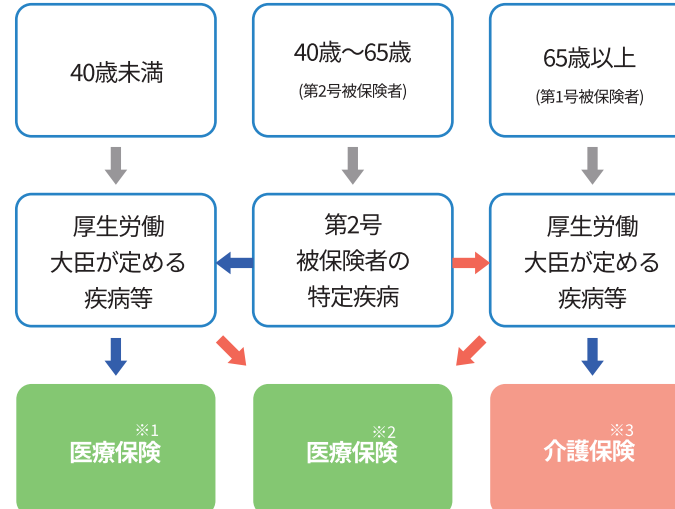 40歳未満
40歳〜65歳
(第2号被保険者)
65歳以上
(第1号被保険者)
厚生労働
大臣が定める
疾病等
第2号
被保険者の
特定疾病
厚生労働
大臣が定める
疾病等
※1
医療保険
※2
医療保険
※3
介護保険